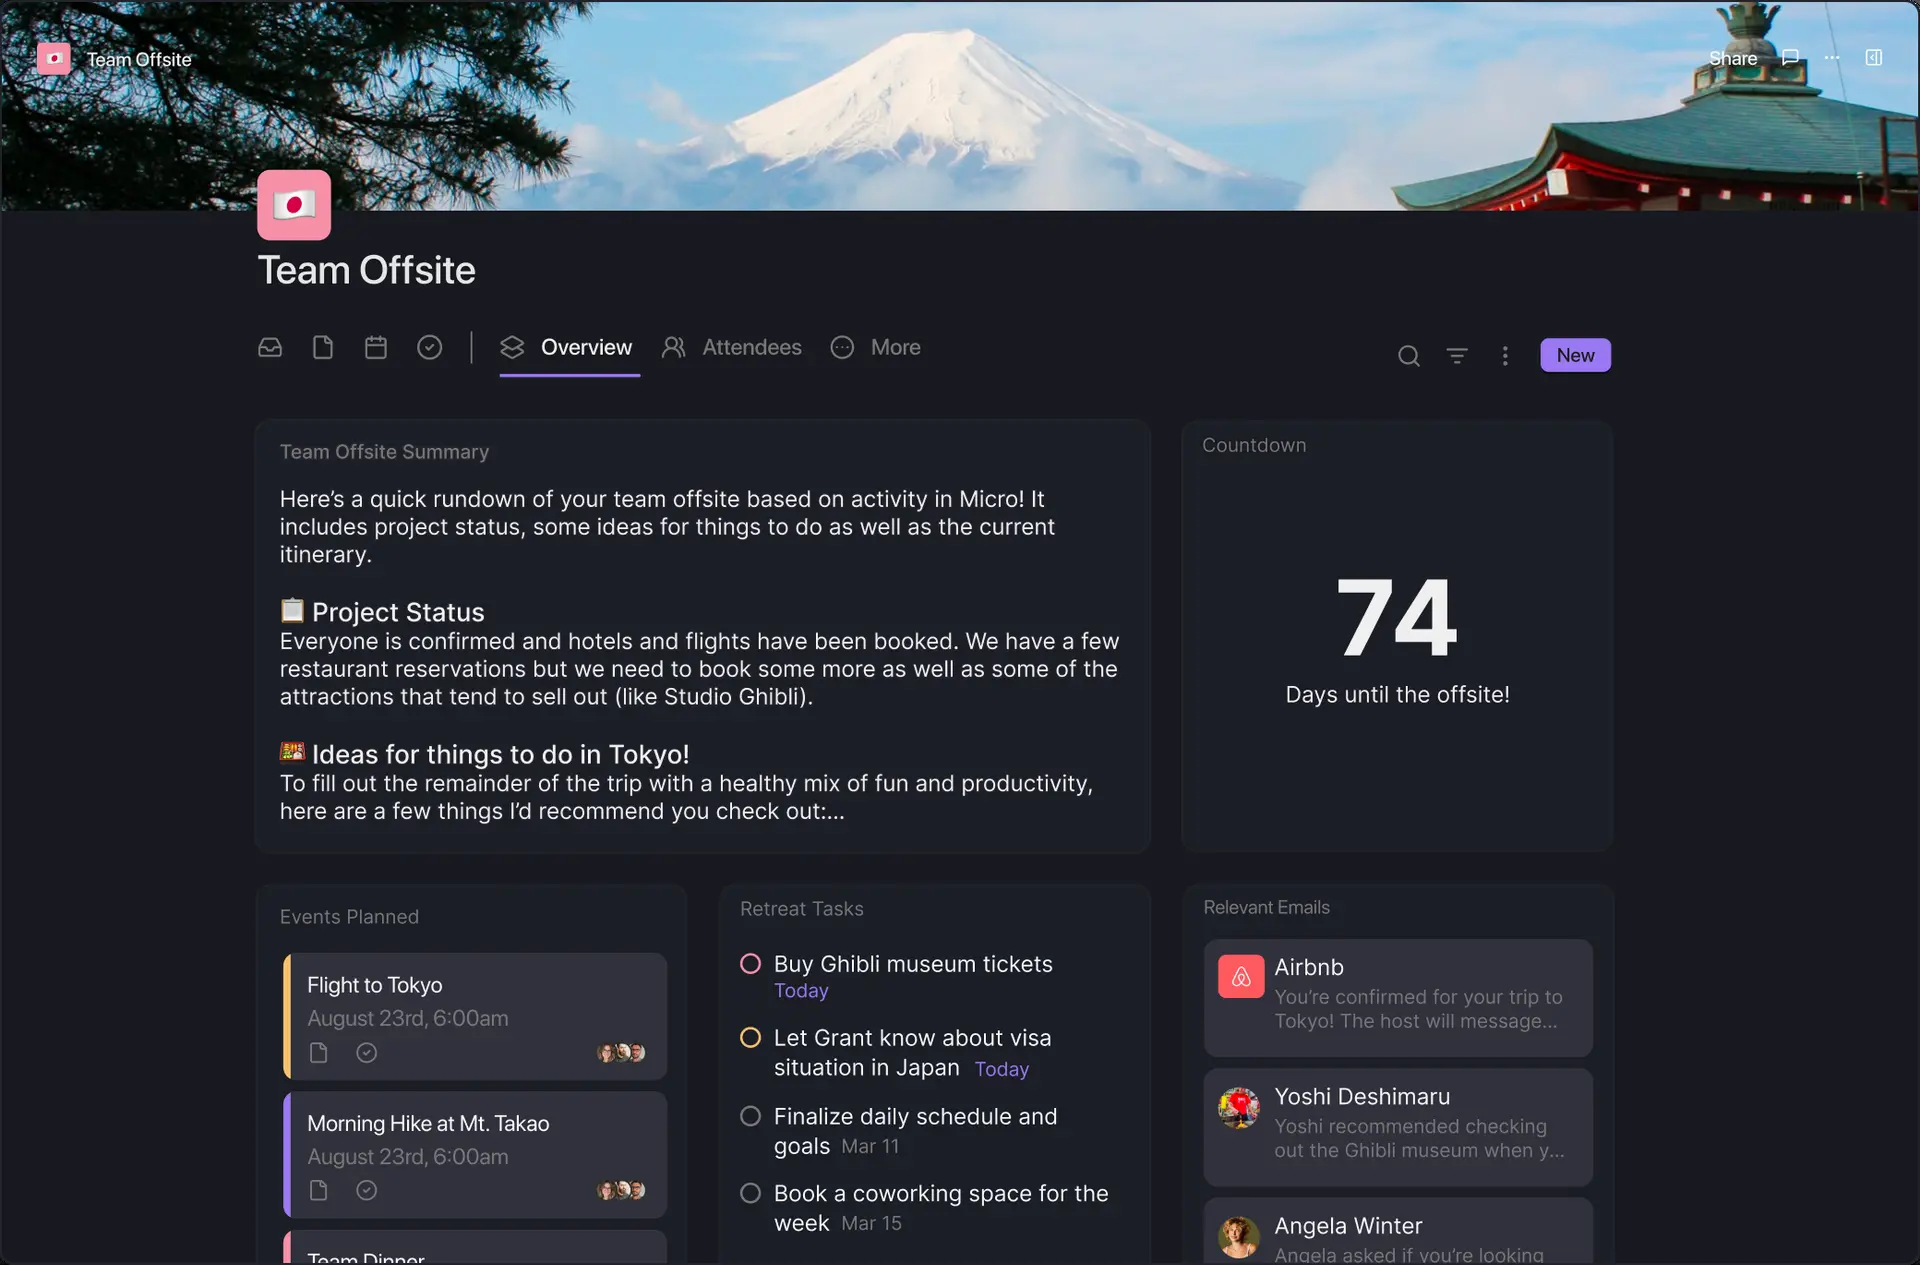 Team Offsite
Share
Team Offsite
Overview
Attendees
More
New
Team Offsite Summary
Here’s a quick rundown of your team offsite based on activity in Micro! It
includes project status, some ideas for things to do as well as the current
itinerary.
Project Status
Everyone is confirmed and hotels and flights have been booked. We have a few
restaurant reservations but we need to book some more as well as some of the
attractions that tend to sell out (like Studio Ghibli).
Ideas for things to do in Tokyo!
To fill out the remainder of the trip with a healthy mix of fun and productivity,
here are a few things I’d recommend you check out:...
Countdown
74
Days until the offsite!
Events Planned
Flight to Tokyo
August 23rd, 6:00am
Morning Hike at Mt. Takao
August 23rd, 6:00am
Team Dinner
Retreat Tasks
Buy Ghibli museum tickets
Today
Let Grant know about visa
situation in Japan Today
Finalize daily schedule and
goals Mar 11
Book a coworking space for the
week Mar 15
Relevant Emails
Airbnb
You’re confirmed for your trip to
Tokyo! The host will message...
Yoshi Deshimaru
Yoshi recommended checking
out the Ghibli museum when y...
Angela Winter
Angela asked if you’re looking